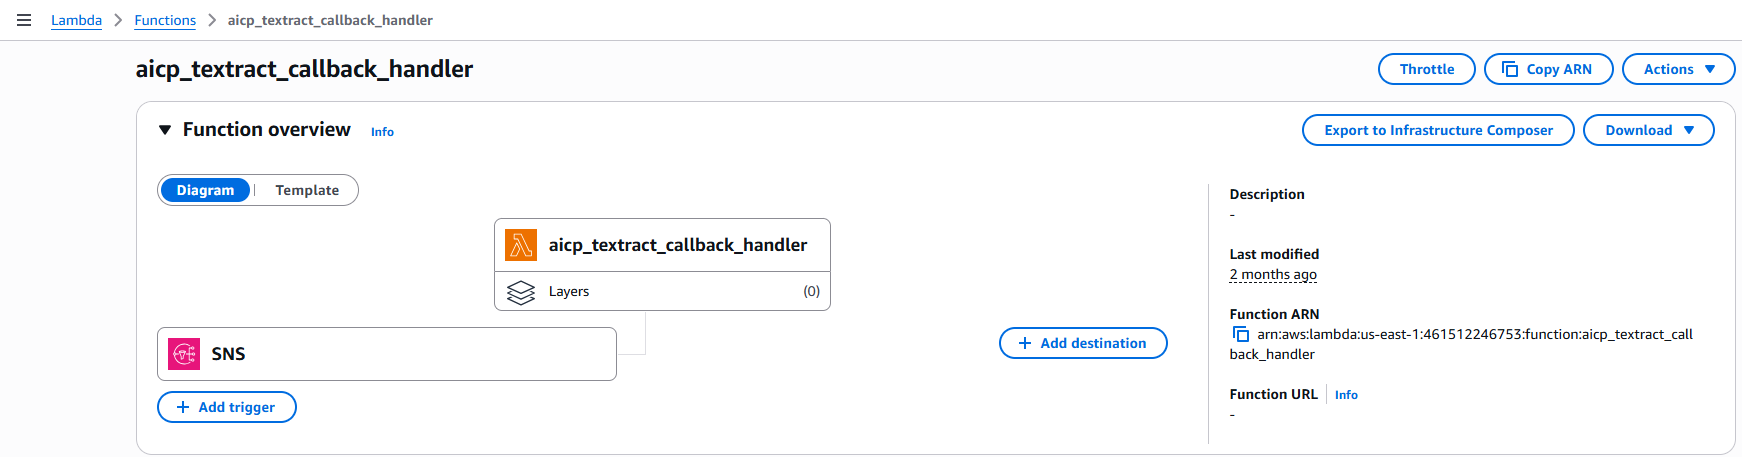 Lambda > Functions > aicp_textract_callback_handler
aicp_textract_callback_handler
Throttle
Copy ARN
Actions
Function overview Info
Export to Infrastructure Composer
Download
Diagram | Template
aicp_textract_callback_handler
Layers (0)
SNS
+ Add trigger
+ Add destination
Description
-
Last modified
2 months ago
Function ARN
arn:aws:lambda:us-east-1:461512246753:function:aicp_textract_call
back_handler
Function URL Info
-